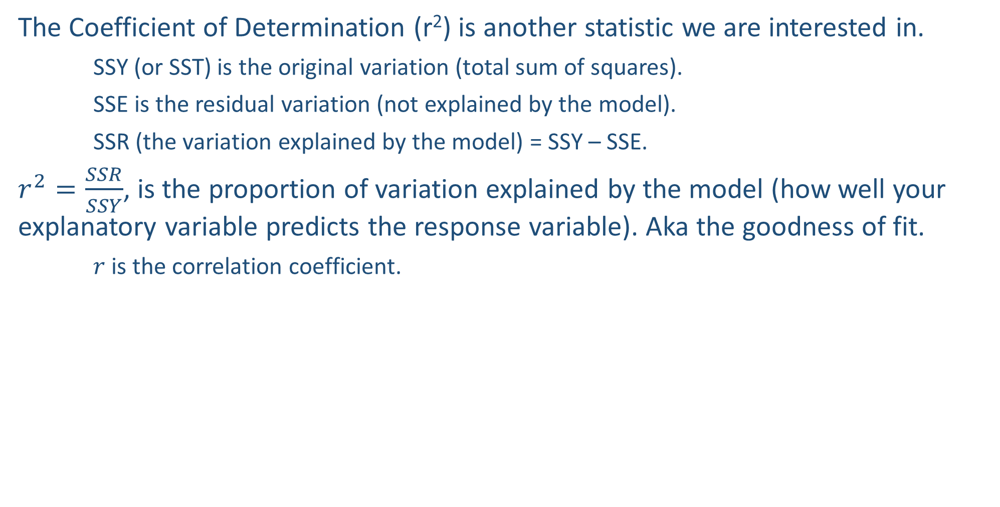 The Coefficient of Determination (r²) is another statistic we are interested in.
SSY (or SST) is the original variation (total sum of squares).
SSE is the residual variation (not explained by the model).
SSR (the variation explained by the model) = SSY – SSE.
r² = SSR/SSY, is the proportion of variation explained by the model (how well your
explanatory variable predicts the response variable). Aka the goodness of fit.
r is the correlation coefficient.